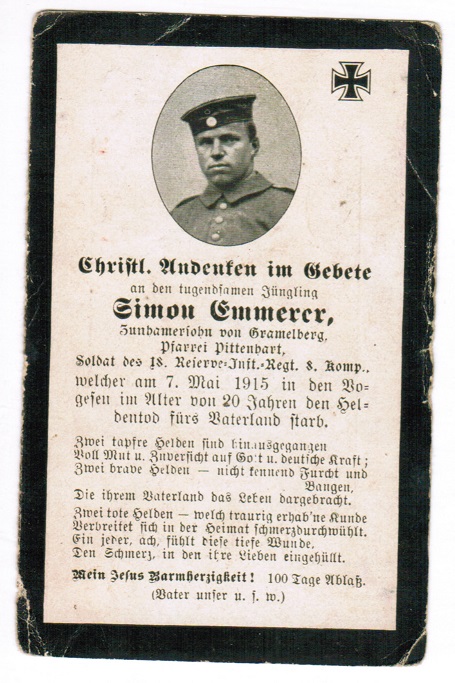 Christl. Andenken im Gebete
an den tugendsamen Jüngling
Simon Emmerer,
Zunhamersohn von Gramelberg,
Pfarrei Pittenhart,
Soldat des 18. Reserve-Inft.-Regt. 8. Komp.,
welcher am 7. Mai 1915 in den Vo-
gesen im Alter von 20 Jahren den Hel-
dentod fürs Vaterland starb.
Zwei tapfre Helden sind hinausgegangen
Voll Mut u. Zuversicht auf Gott u. deutsche Kraft;
Zwei brave Helden — nicht kennend Furcht und
Bangen,
Die ihrem Vaterland das Leben dargebracht.
Zwei tote Helden — welch traurig erhab'ne Kunde
Verbreitet sich in der Heimat schmerzdurchwühlt.
Ein jeder, ach, fühlt diese tiefe Wunde,
Den Schmerz, in den ihre Lieben eingehüllt.
Mein Jesus Barmherzigkeit! 100 Tage Ablaß.
(Vater unser u. s. w.)